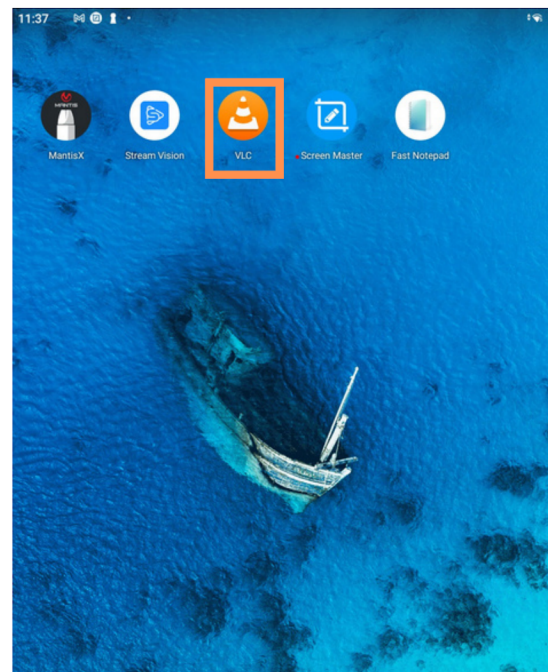 11:37
MANTIS
MantisX
Stream Vision
VLC
Screen Master
Fast Notepad